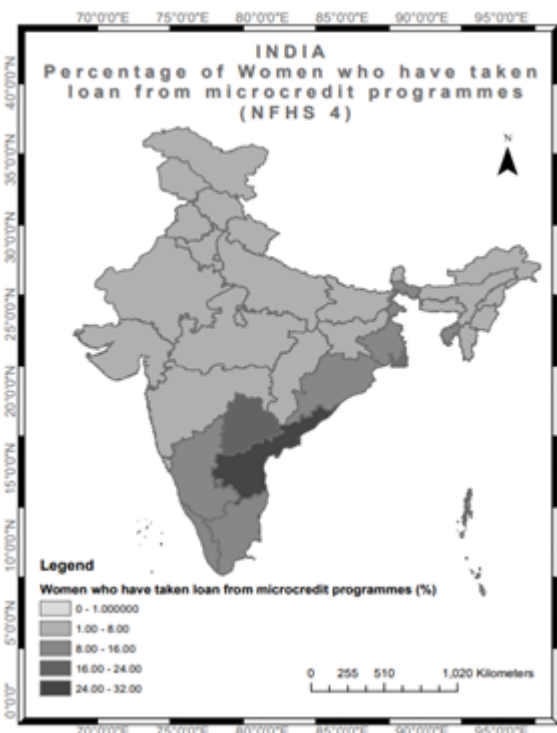 70°0'0"E 75°0'0"E 80°0'0"E 85°0'0"E 90°0'0"E 95°0'0"E
INDIA
Percentage of Women who have taken
loan from microcredit programmes
(NFHS 4)
N
40°0'0"N
35°0'0"N
30°0'0"N
25°0'0"N
20°0'0"N
15°0'0"N
10°0'0"N
5°0'0"N
0°0'0"
Legend
Women who have taken loan from microcredit programmes (%)
0 - 1.000000
1.00 - 8.00
8.00 - 16.00
16.00 - 24.00
24.00 - 32.00
0 255 510 1,020 Kilometers
70°0'0"E 75°0'0"E 80°0'0"E 85°0'0"E 90°0'0"E 95°0'0"E